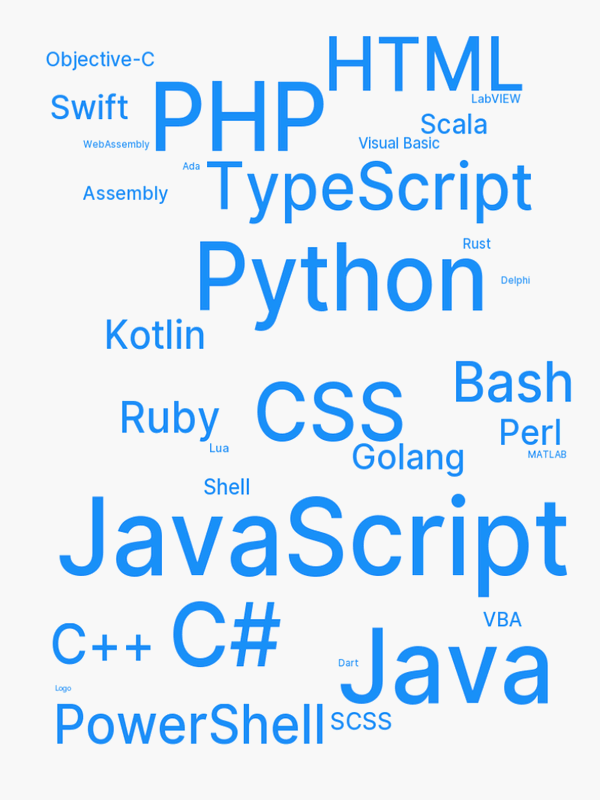 HTML
Objective-C
PHP
LabVIEW
Swift
Scala
WebAssembly
Visual Basic
Ada
TypeScript
Assembly
Rust
Python
Delphi
Kotlin
Bash
CSS
Ruby
Perl
Lua
Golang
MATLAB
Shell
JavaScript
C#
VBA
C++
Java
Dart
Logo
PowerShell
SCSS